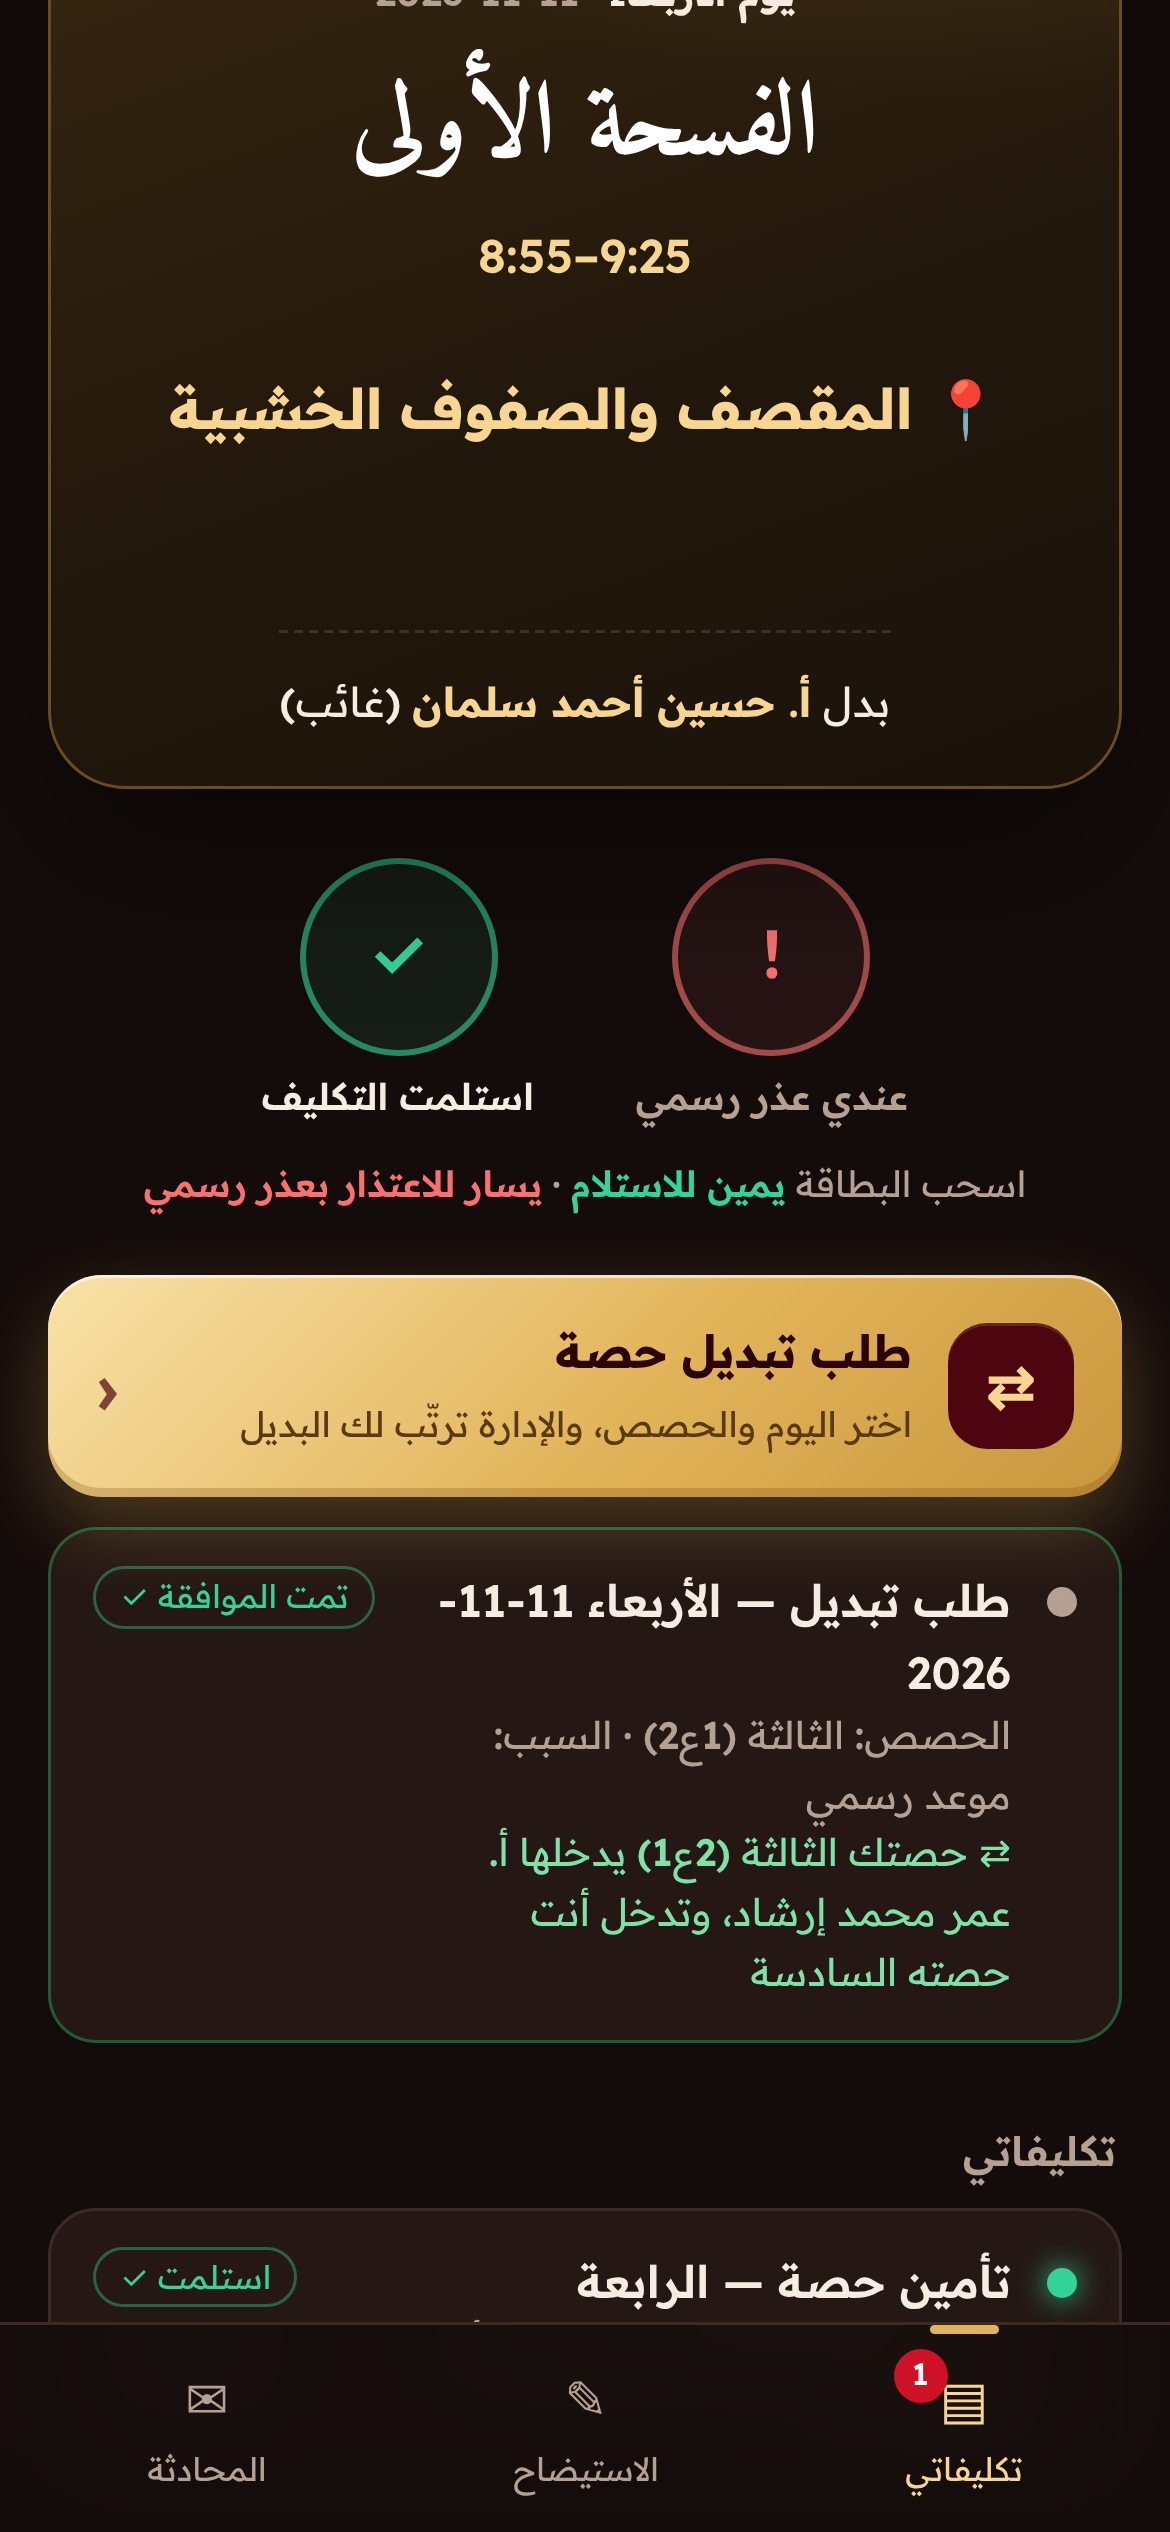 يوم الأربعاء
الفسحة الأولى
8:55–9:25
📍 المقصف والصفوف الخشبية
بدل أ. حسين أحمد سلمان (غائب)
!
✓
عندي عذر رسمي
استلمت التكليف
اسحب البطاقة يمين للاستلام · يسار للاعتذار بعذر رسمي
⇄ طلب تبديل حصة
اختر اليوم والحصص، والإدارة ترتّب لك البديل
طلب تبديل — الأربعاء 11-11-
2026
تمت الموافقة ✓
الحصص: الثالثة (1ع2) · السبب:
موعد رسمي
⇄ حصتك الثالثة (2ع1) يدخلها أ.
عمر محمد إرشاد، وتدخل أنت
حصته السادسة
تكليفاتي
تأمين حصة — الرابعة
استلمت ✓
1
تكليفاتي
الاستيضاح
المحادثة